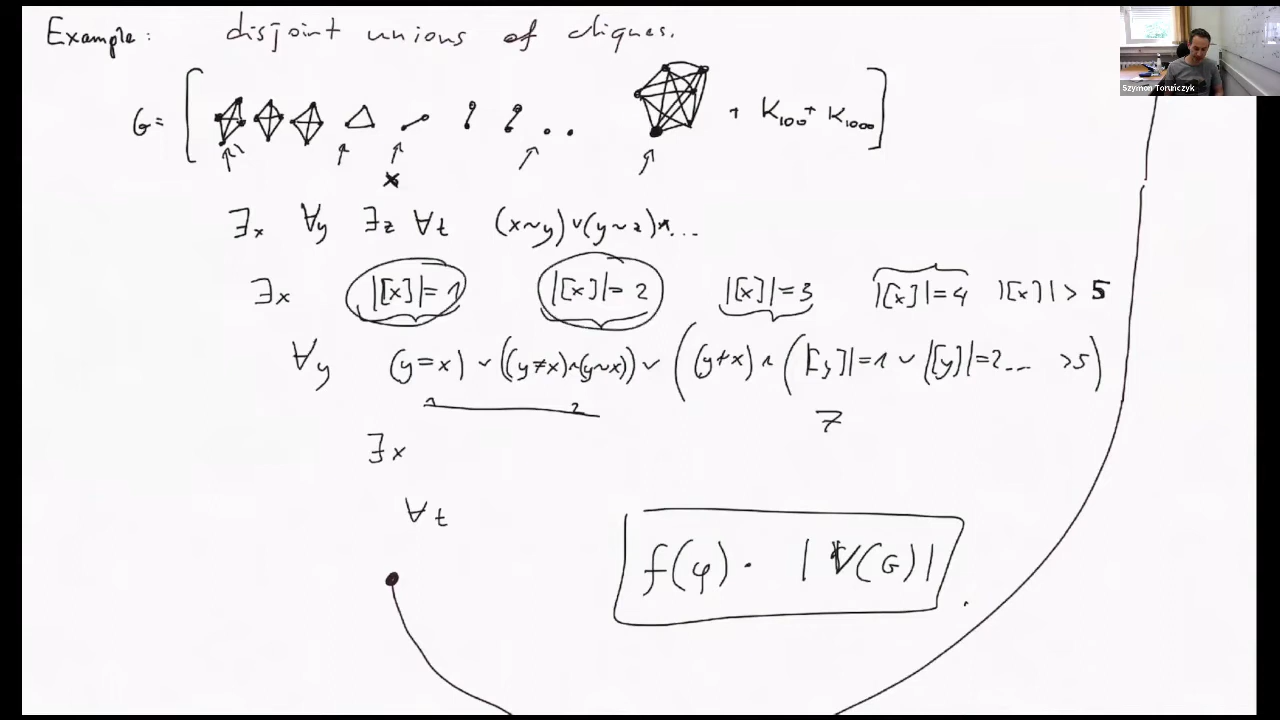 Example: disjoint unions of cliques.
Szymon Toruńczyk
G = [ + K₁₀₀ + K₁₀₀₀ ]
x
∃x ∀y ∃z ∀t (x~y) ∨ (y~z) ∧ ...
∃x |[x]|=1 |[x]|=2 |[x]|=3 |[x]|=4 |[x]| > 5
∀y (y=x) ∨ ((y≠x)∧(y~x)) ∨ ((y≁x) ∧ (|[y]|=1 ∨ |[y]|=2 ... >5)
1 2
7
∃x
∀t
f(φ) · |V(G)|